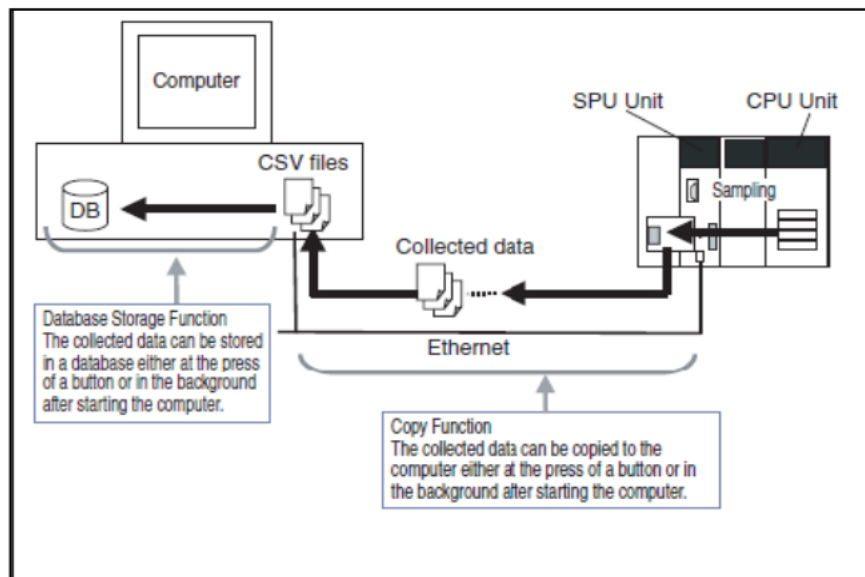 Computer
SPU Unit
CPU Unit
CSV files
Sampling
DB
Collected data
Database Storage Function
The collected data can be stored
in a database either at the press
of a button or in the background
after starting the computer.
Ethernet
Copy Function
The collected data can be copied to the
computer either at the press of a button or in
the background after starting the computer.